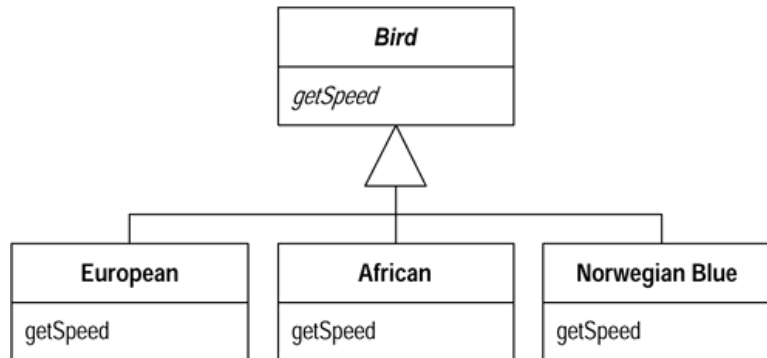 Bird
getSpeed
European
African
Norwegian Blue
getSpeed
getSpeed
getSpeed